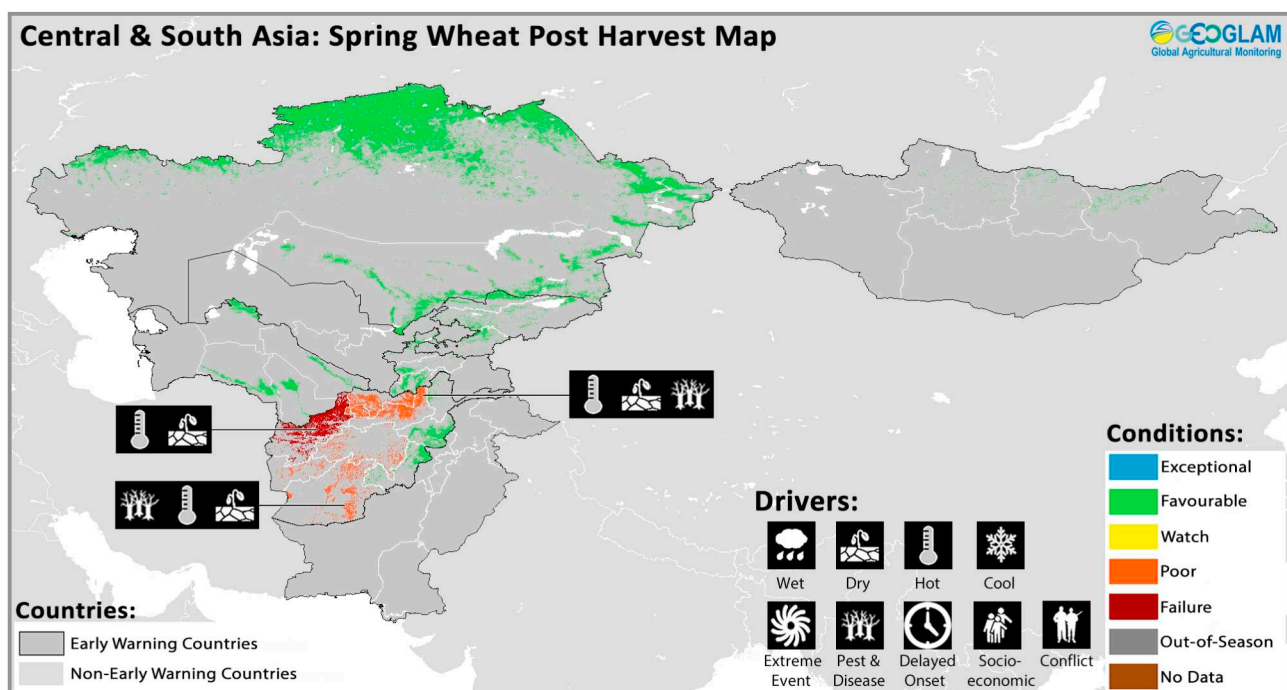 Central & South Asia: Spring Wheat Post Harvest Map
GEOGLAM
Global Agricultural Monitoring
Countries:
Early Warning Countries
Non-Early Warning Countries
Drivers:
Wet
Dry
Hot
Cool
Extreme
Event
Pest &
Disease
Delayed
Onset
Socio-
economic
Conflict
Conditions:
Exceptional
Favourable
Watch
Poor
Failure
Out-of-Season
No Data